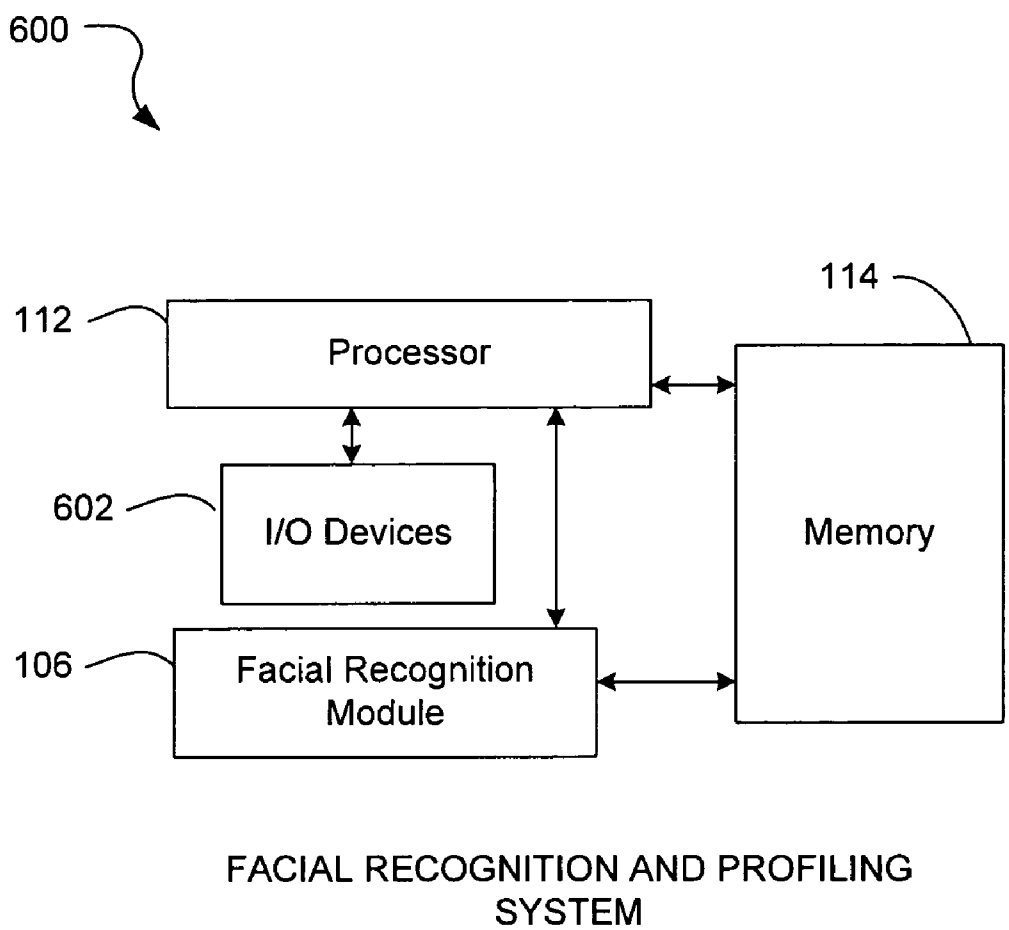 600
114
112
Processor
602
I/O Devices
Memory
106
Facial Recognition
Module
FACIAL RECOGNITION AND PROFILING
SYSTEM